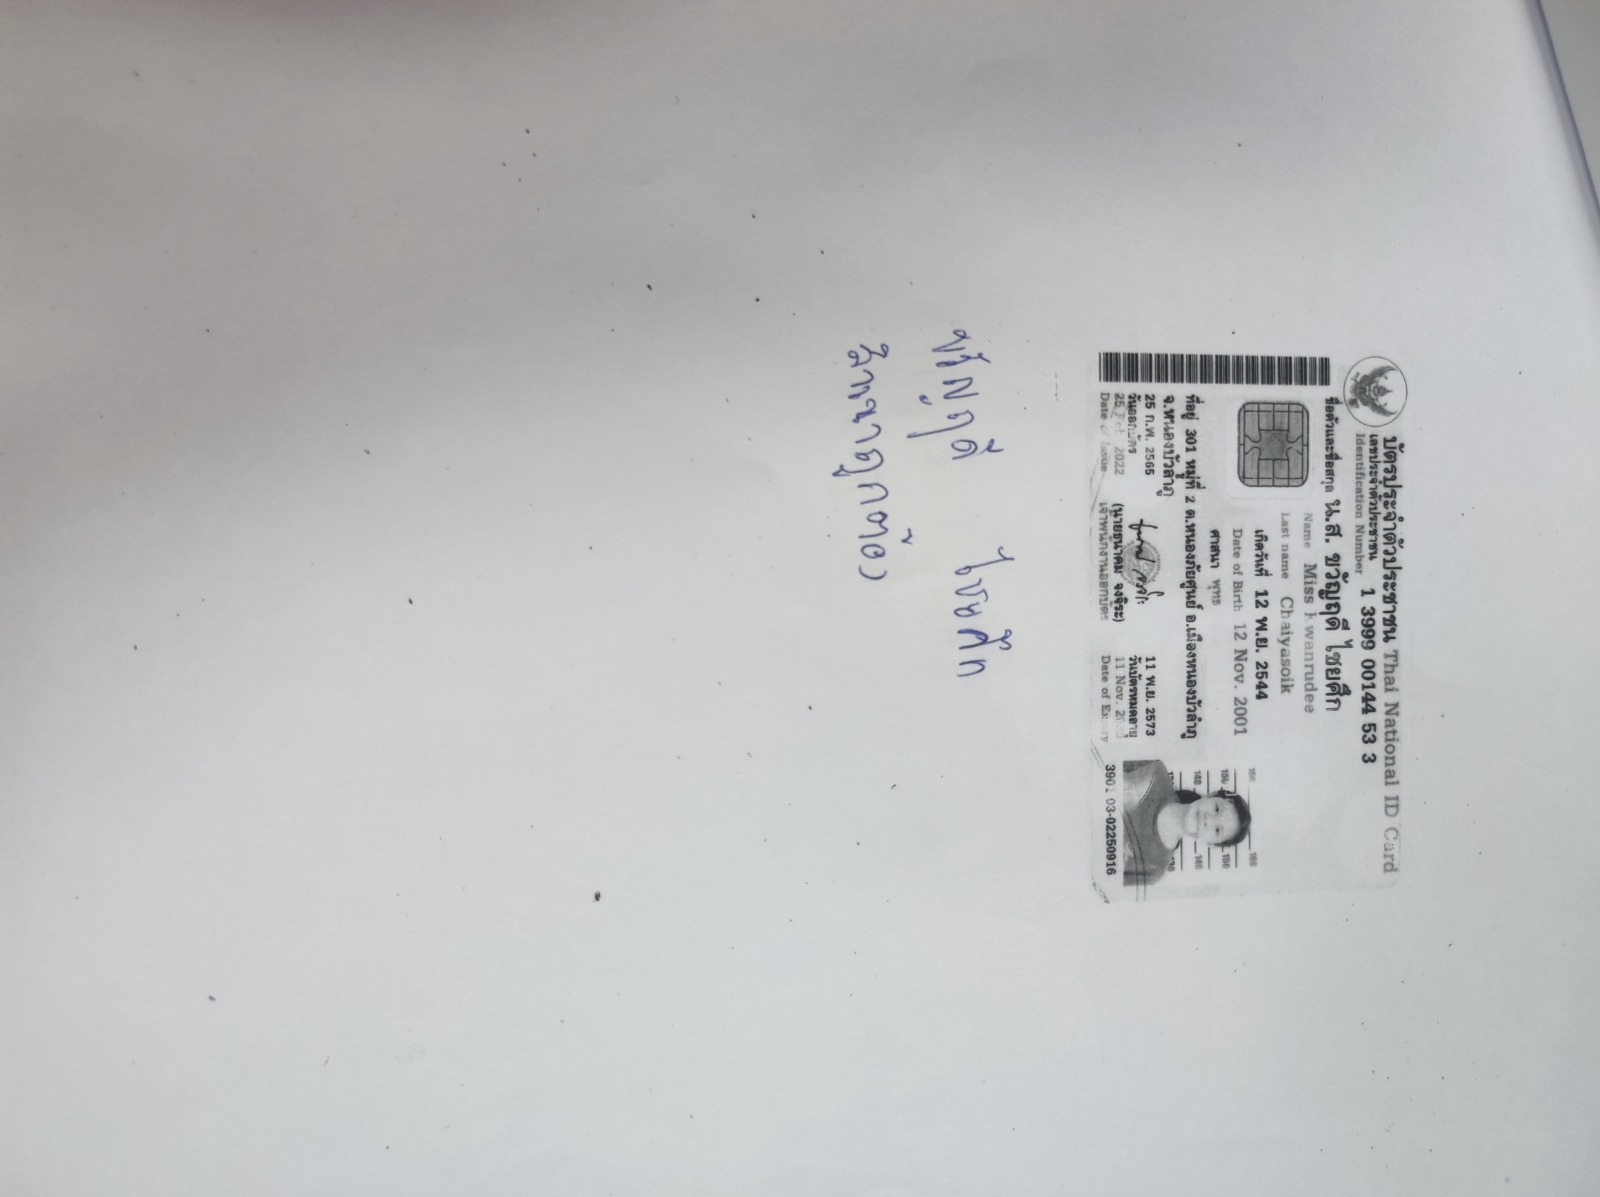 บัตรประจำตัวประชาชน Thai National ID Card
เลขประจำตัวประชาชน
Identification Number
1 3999 00144 53 3
ชื่อตัวและชื่อสกุล น.ส. ขวัญฤดี ไชยศึก
Name Miss Kwanrudee
Last name Chaiyasoik
เกิดวันที่ 12 พ.ย. 2544
Date of Birth 12 Nov. 2001
ศาสนา พุทธ
ที่อยู่ 301 หมู่ที่ 2 ต.หนองภัยศูนย์ อ.เมืองหนองบัวลำภู
จ.หนองบัวลำภู
25 ก.พ. 2565
วันออกบัตร
25 Feb. 2022
Date of Issue
(นายธนาคม จงจิระ)
เจ้าพนักงานออกบัตร
11 พ.ย. 2573
วันบัตรหมดอายุ
11 Nov.
Date of Expiry
180 180
150
140 140
3901-03-02250916
ขวัญฤดี ไชยศึก
สำเนาถูกต้อง